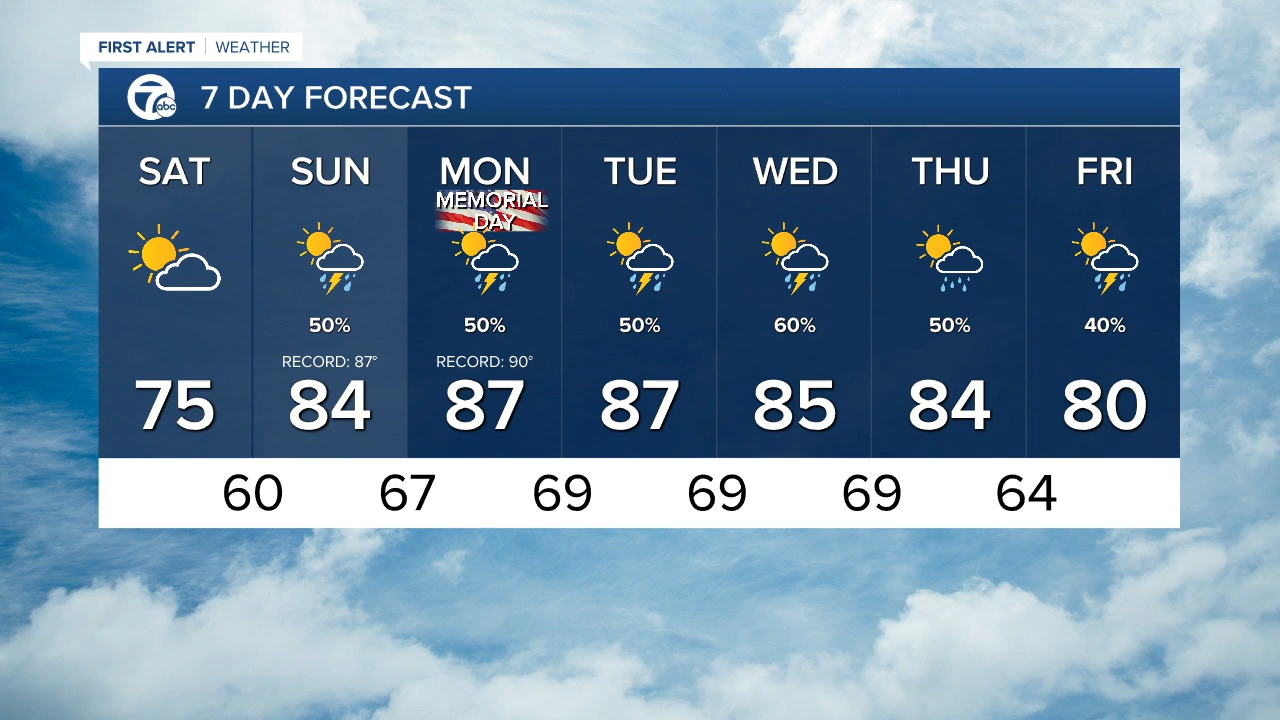 FIRST ALERT | WEATHER
7 abc 7 DAY FORECAST
SAT SUN MON TUE WED THU FRI
MEMORIAL
DAY
50% 50% 50% 60% 50% 40%
RECORD: 87° RECORD: 90°
75 84 87 87 85 84 80
60 67 69 69 69 64